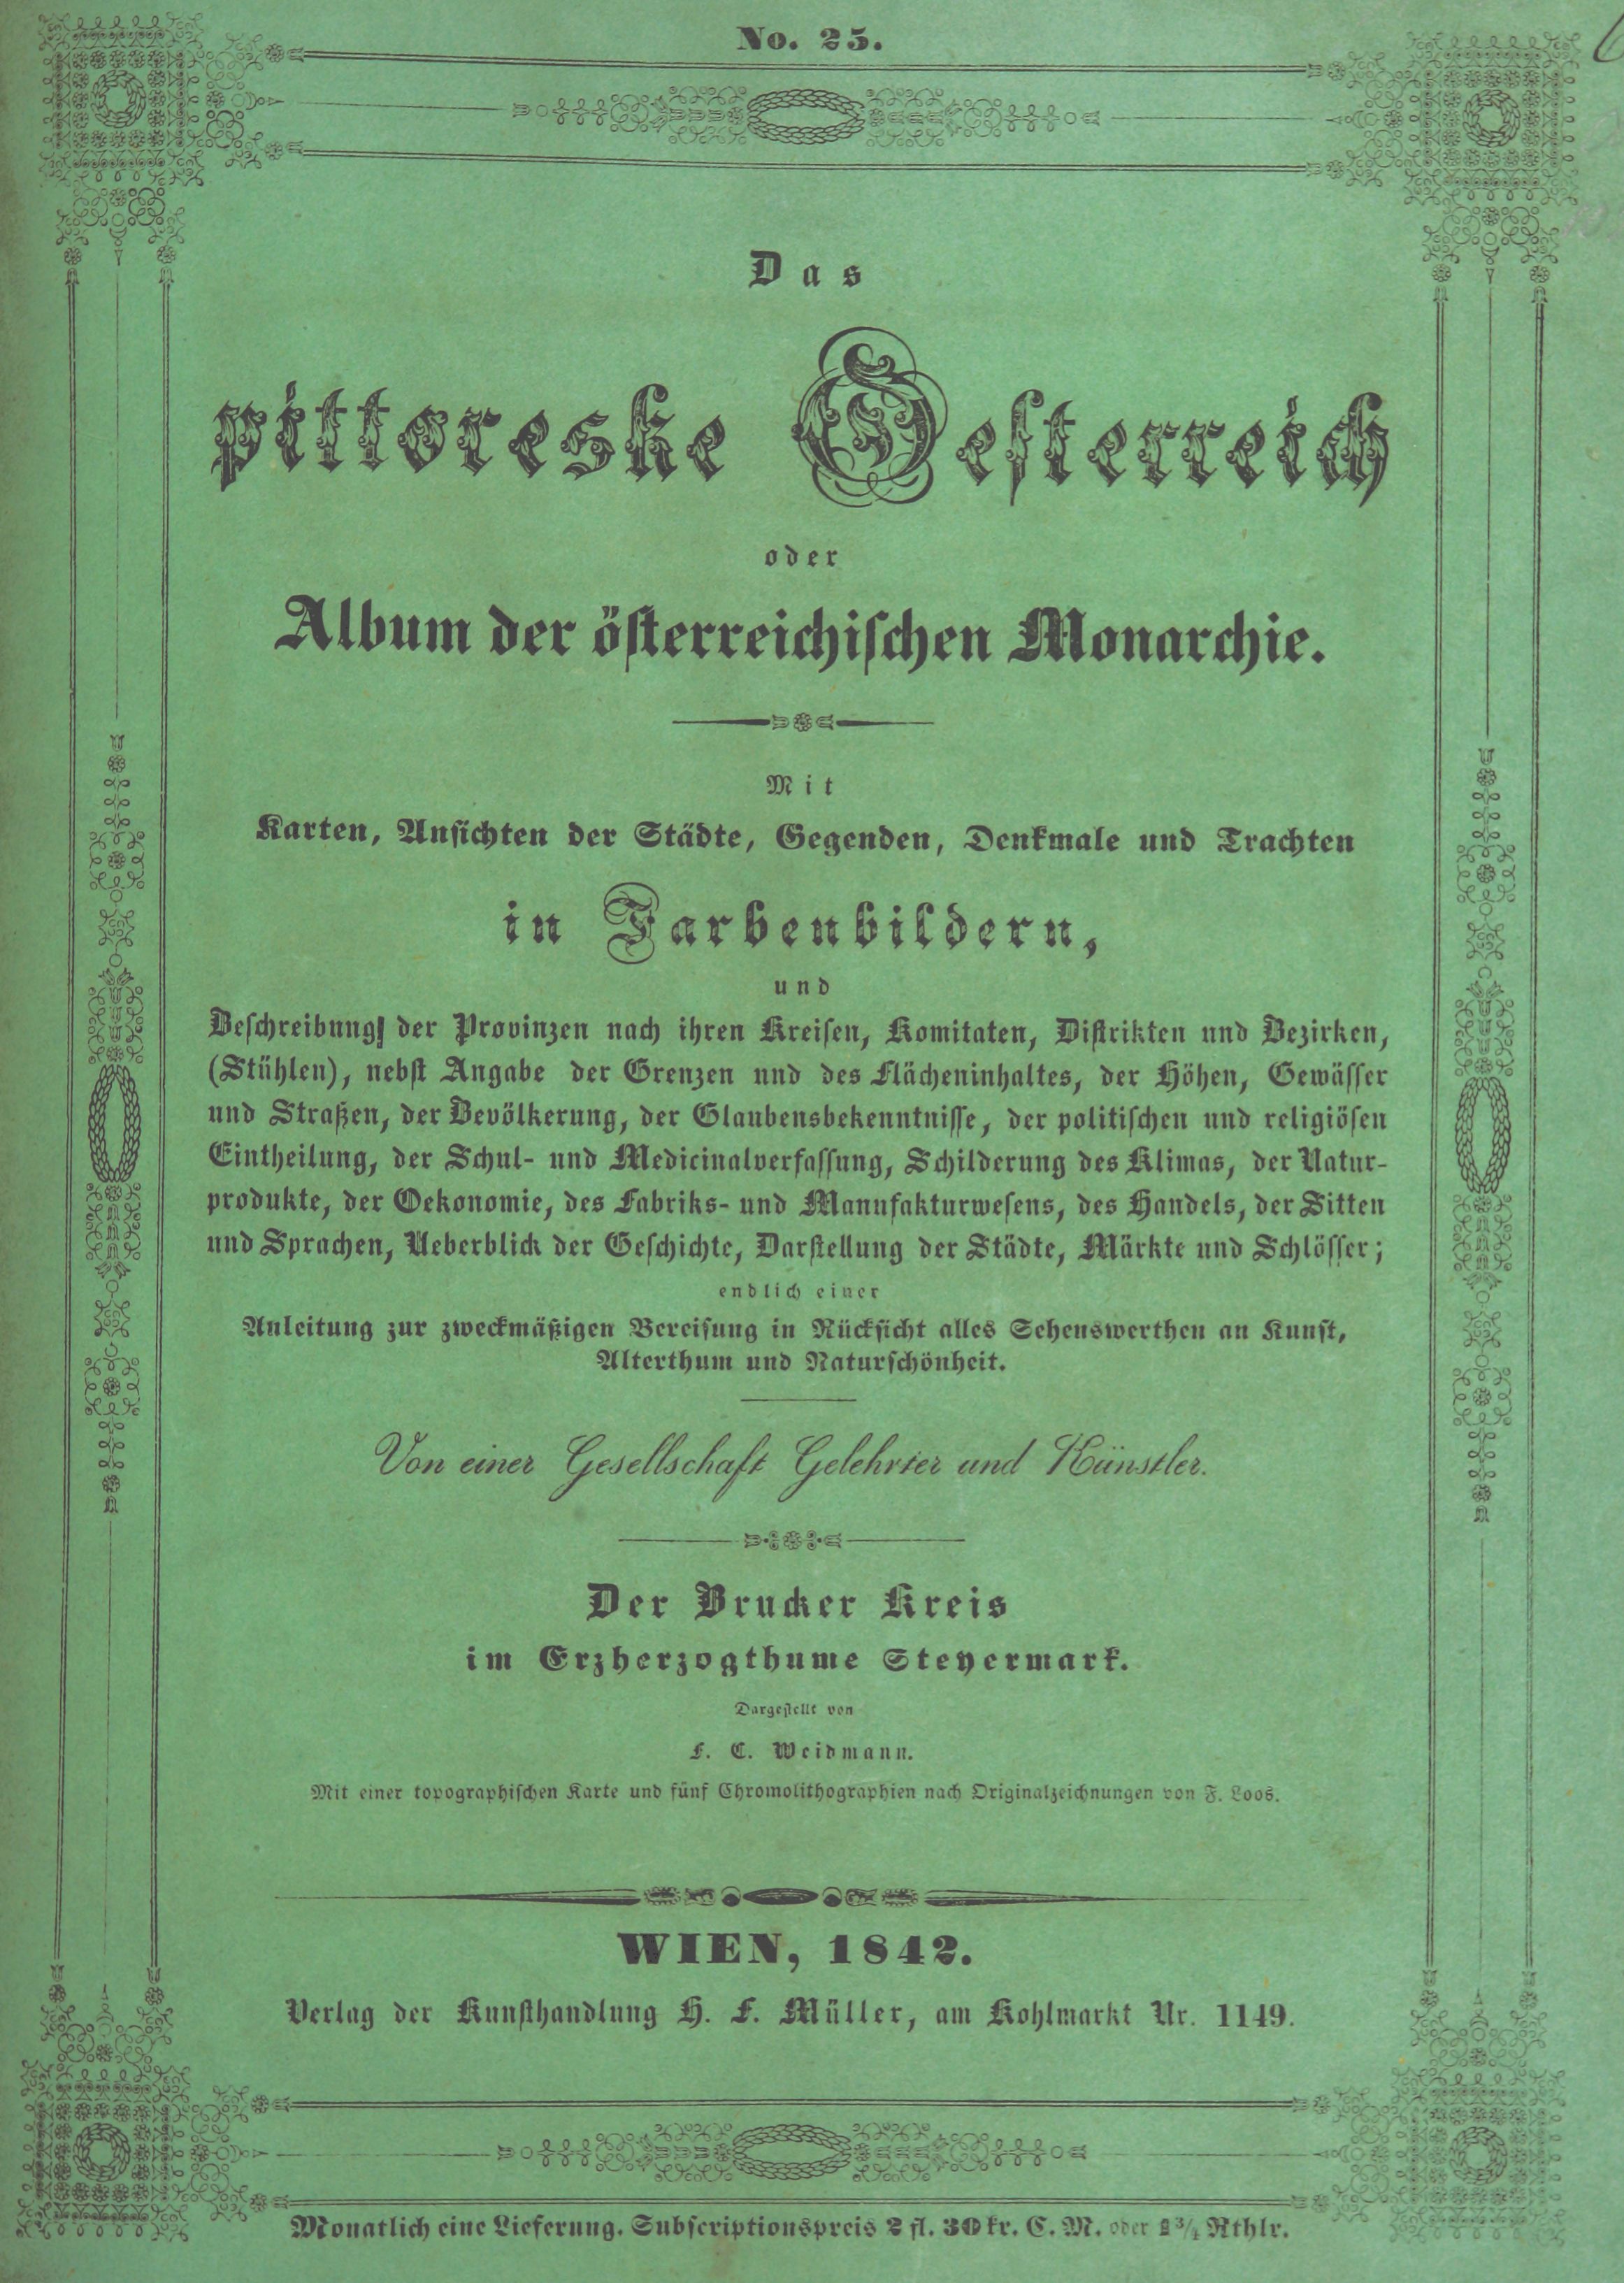 No. 25.
Das
pittoreske Oesterreich
oder
Album der österreichischen Monarchie.
Mit
Karten, Ansichten der Städte, Gegenden, Denkmale und Trachten
in Farbenbildern,
und
Beschreibung der Provinzen nach ihren Kreisen, Komitaten, Distrikten und Bezirken,
(Stühlen), nebst Angabe der Grenzen und des Flächeninhaltes, der Höhen, Gewässer
und Straßen, der Bevölkerung, der Glaubensbekenntnisse, der politischen und religiösen
Eintheilung, der Schul- und Medicinalverfassung, Schilderung des Klimas, der Natur-
produkte, der Oekonomie, des Fabriks- und Manufakturwesens, des Handels, der Sitten
und Sprachen, Ueberblick der Geschichte, Darstellung der Städte, Märkte und Schlösser;
endlich einer
Anleitung zur zweckmäßigen Bereisung in Rücksicht alles Sehenswerthen an Kunst,
Alterthum und Naturschönheit.
Von einer Gesellschaft Gelehrter und Künstler.
Der Brucker Kreis
im Erzherzogthume Steyermark.
Dargestellt von
F. C. Weidmann.
Mit einer topographischen Karte und fünf Chromolithographien nach Originalzeichnungen von F. Loos.
WIEN, 1842.
Verlag der Kunsthandlung H. F. Müller, am Kohlmarkt Nr. 1149.
Monatlich eine Lieferung. Subscriptionspreis 2 fl. 30 kr. C. M. oder 1 3/4 Rthlr.